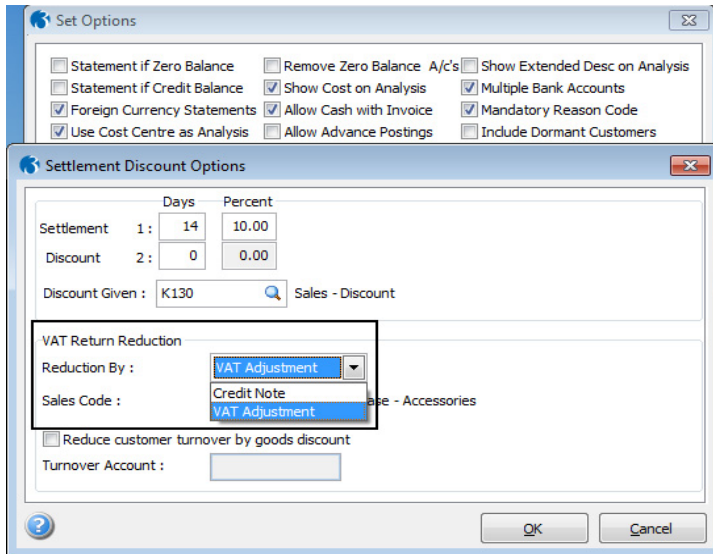 Set Options
Statement if Zero Balance Remove Zero Balance A/c's Show Extended Desc on Analysis
Statement if Credit Balance Show Cost on Analysis Multiple Bank Accounts
Foreign Currency Statements Allow Cash with Invoice Mandatory Reason Code
Use Cost Centre as Analysis Allow Advance Postings Include Dormant Customers
Settlement Discount Options
Days Percent
Settlement 1 : 14 10.00
Discount 2 : 0 0.00
Discount Given : K130 Sales - Discount
VAT Return Reduction
Reduction By : VAT Adjustment
Credit Note
Sales Code : - Accessories
VAT Adjustment
Reduce customer turnover by goods discount
Turnover Account :
OK Cancel